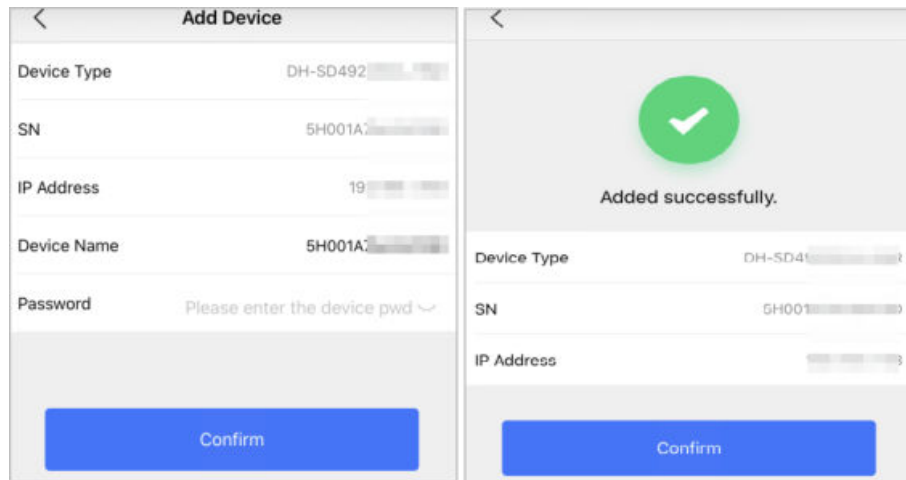 Add Device
Device Type DH-SD492
SN 5H001A
IP Address 19
Device Name 5H001A
Password Please enter the device pwd
Confirm
Added successfully.
Device Type DH-SD4
SN 5H001
IP Address
Confirm